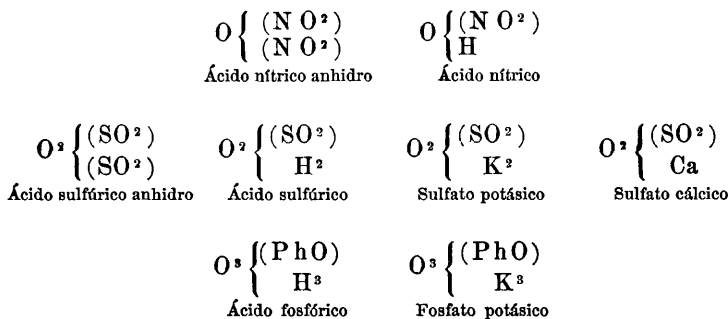 O { (N O²) O { (N O²)
(N O²) H
Ácido nítrico anhidro Ácido nítrico
O² { (SO²) O² { (SO²) O² { (SO²) O² { (SO²)
(SO²) H² K² Ca
Ácido sulfúrico anhidro Ácido sulfúrico Sulfato potásico Sulfato cálcico
O³ { (PhO) O³ { (PhO)
H³ K³
Ácido fosfórico Fosfato potásico